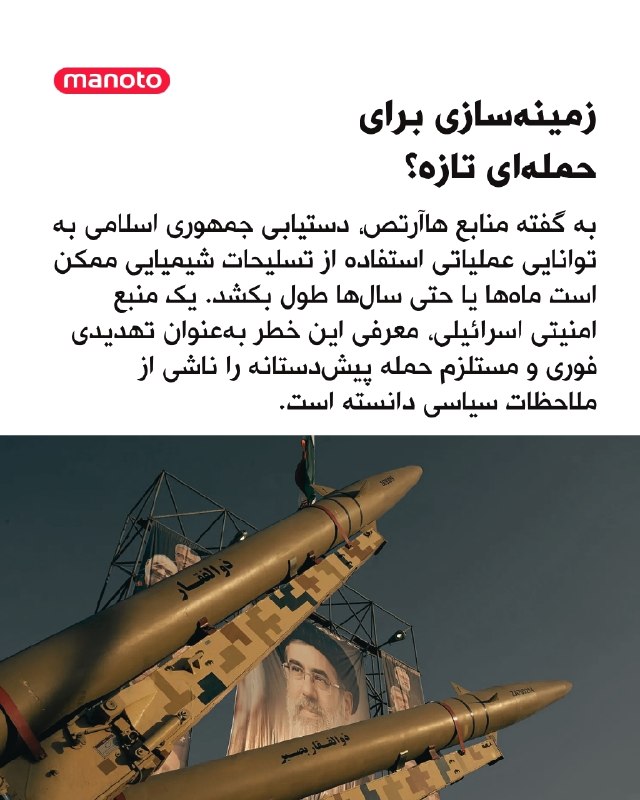 manoto
زمینه‌سازی برای
حمله‌ای تازه؟
به گفته منابع هاآرتص، دستیابی جمهوری اسلامی به
توانایی عملیاتی استفاده از تسلیحات شیمیایی ممکن
است ماه‌ها یا حتی سال‌ها طول بکشد. یک منبع
امنیتی اسرائیلی، معرفی این خطر به‌عنوان تهدیدی
فوری و مستلزم حمله پیش‌دستانه را ناشی از
ملاحظات سیاسی دانسته است.
ذوالفقار
ذوالفقار بصیر